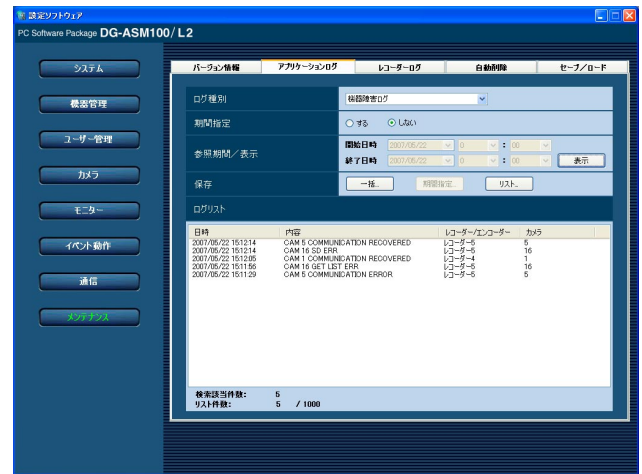 設定ソフトウェア
PC Software Package DG-ASM100/L2
システム
機器管理
ユーザー管理
カメラ
モニター
イベント動作
通信
メンテナンス
バージョン情報 アプリケーションログ レコーダーログ 自動削除 セーブ/ロード
ログ種別 機器障害ログ
期間指定 する しない
参照期間/表示 開始日時 2007/05/22 0 : 00
終了日時 2007/05/22 0 : 00 表示
保存 一括... 期間指定... リスト...
ログリスト
日時 内容 レコーダー/エンコーダー カメラ
2007/05/22 15:12:14 CAM 5 COMMUNICATION RECOVERED レコーダー5 5
2007/05/22 15:12:14 CAM 16 SD ERR レコーダー5 16
2007/05/22 15:12:05 CAM 1 COMMUNICATION RECOVERED レコーダー4 1
2007/05/22 15:11:56 CAM 16 GET LIST ERR レコーダー5 16
2007/05/22 15:11:29 CAM 5 COMMUNICATION ERROR レコーダー5 5
検索該当件数: 5
リスト件数: 5 / 1000